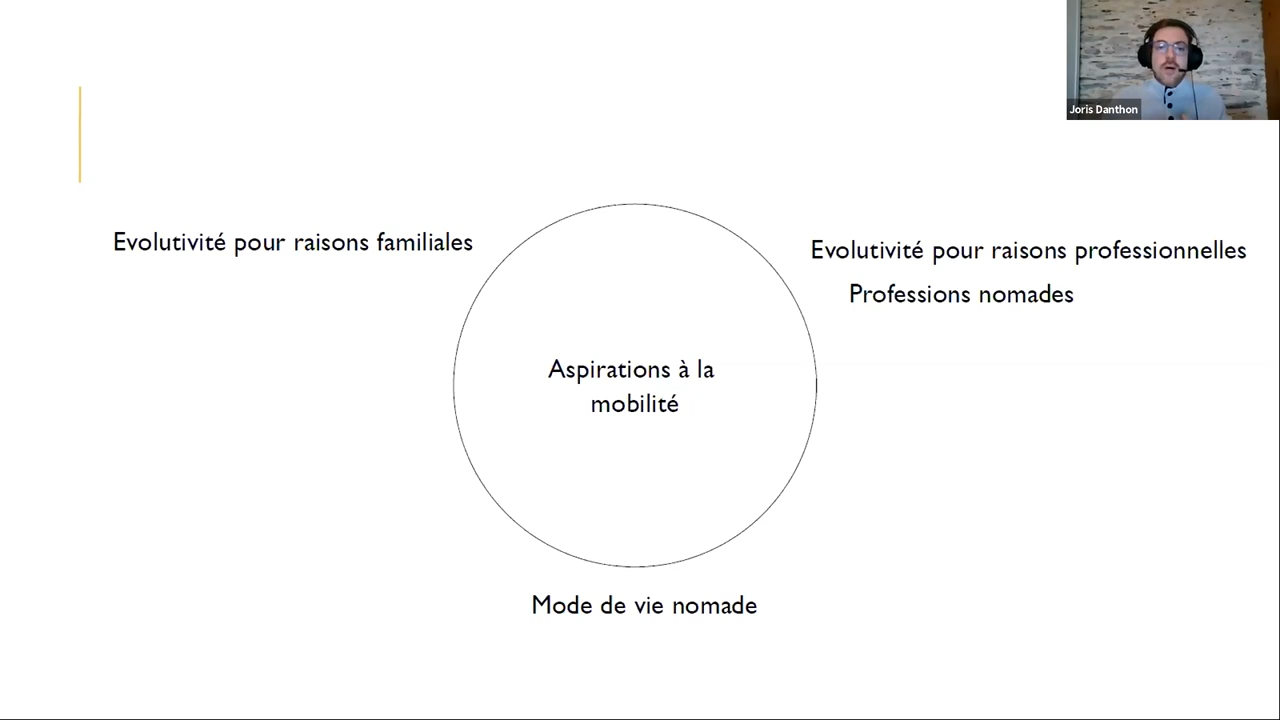 Joris Danthon
Evolutivité pour raisons familiales
Evolutivité pour raisons professionnelles
Professions nomades
Aspirations à la
mobilité
Mode de vie nomade